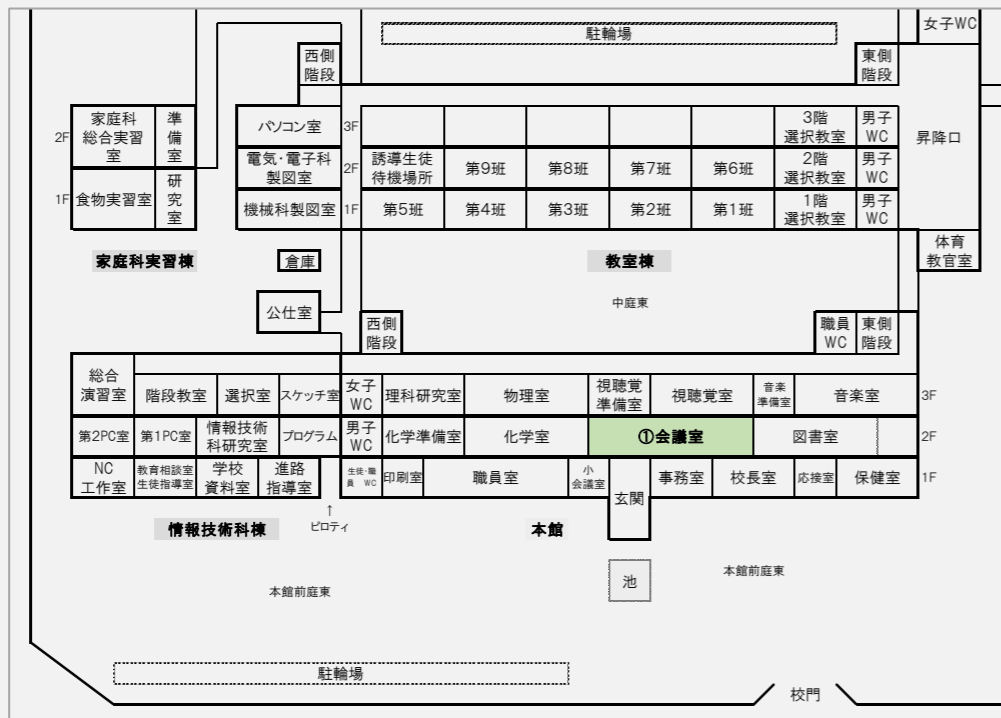 女子WC
駐輪場
西側
階段
東側
階段
家庭科
総合実習
室
準
備
室
2F
パソコン室
3F
3階
選択教室
男子
WC
昇降口
電気・電子科
製図室
2F
誘導生徒
待機場所
第9班
第8班
第7班
第6班
2階
選択教室
男子
WC
1F
食物実習室
研
究
室
機械科製図室
1F
第5班
第4班
第3班
第2班
第1班
1階
選択教室
男子
WC
体育
教官室
家庭科実習棟
倉庫
教室棟
中庭東
公仕室
西側
階段
職員
WC
東側
階段
総合
演習室
階段教室
選択室
スケッチ室
女子
WC
理科研究室
物理室
視聴覚
準備室
視聴覚室
音楽
準備室
音楽室
3F
第2PC室
第1PC室
情報技術
科研究室
プログラム
男子
WC
化学準備室
化学室
①会議室
図書室
2F
NC
工作室
教育相談室
生徒指導室
学校
資料室
進路
指導室
生徒・職
員 WC
印刷室
職員室
小
会議室
玄関
事務室
校長室
応接室
保健室
1F
↑
ピロティ
情報技術科棟
本館
池
本館前庭東
本館前庭東
駐輪場
校門